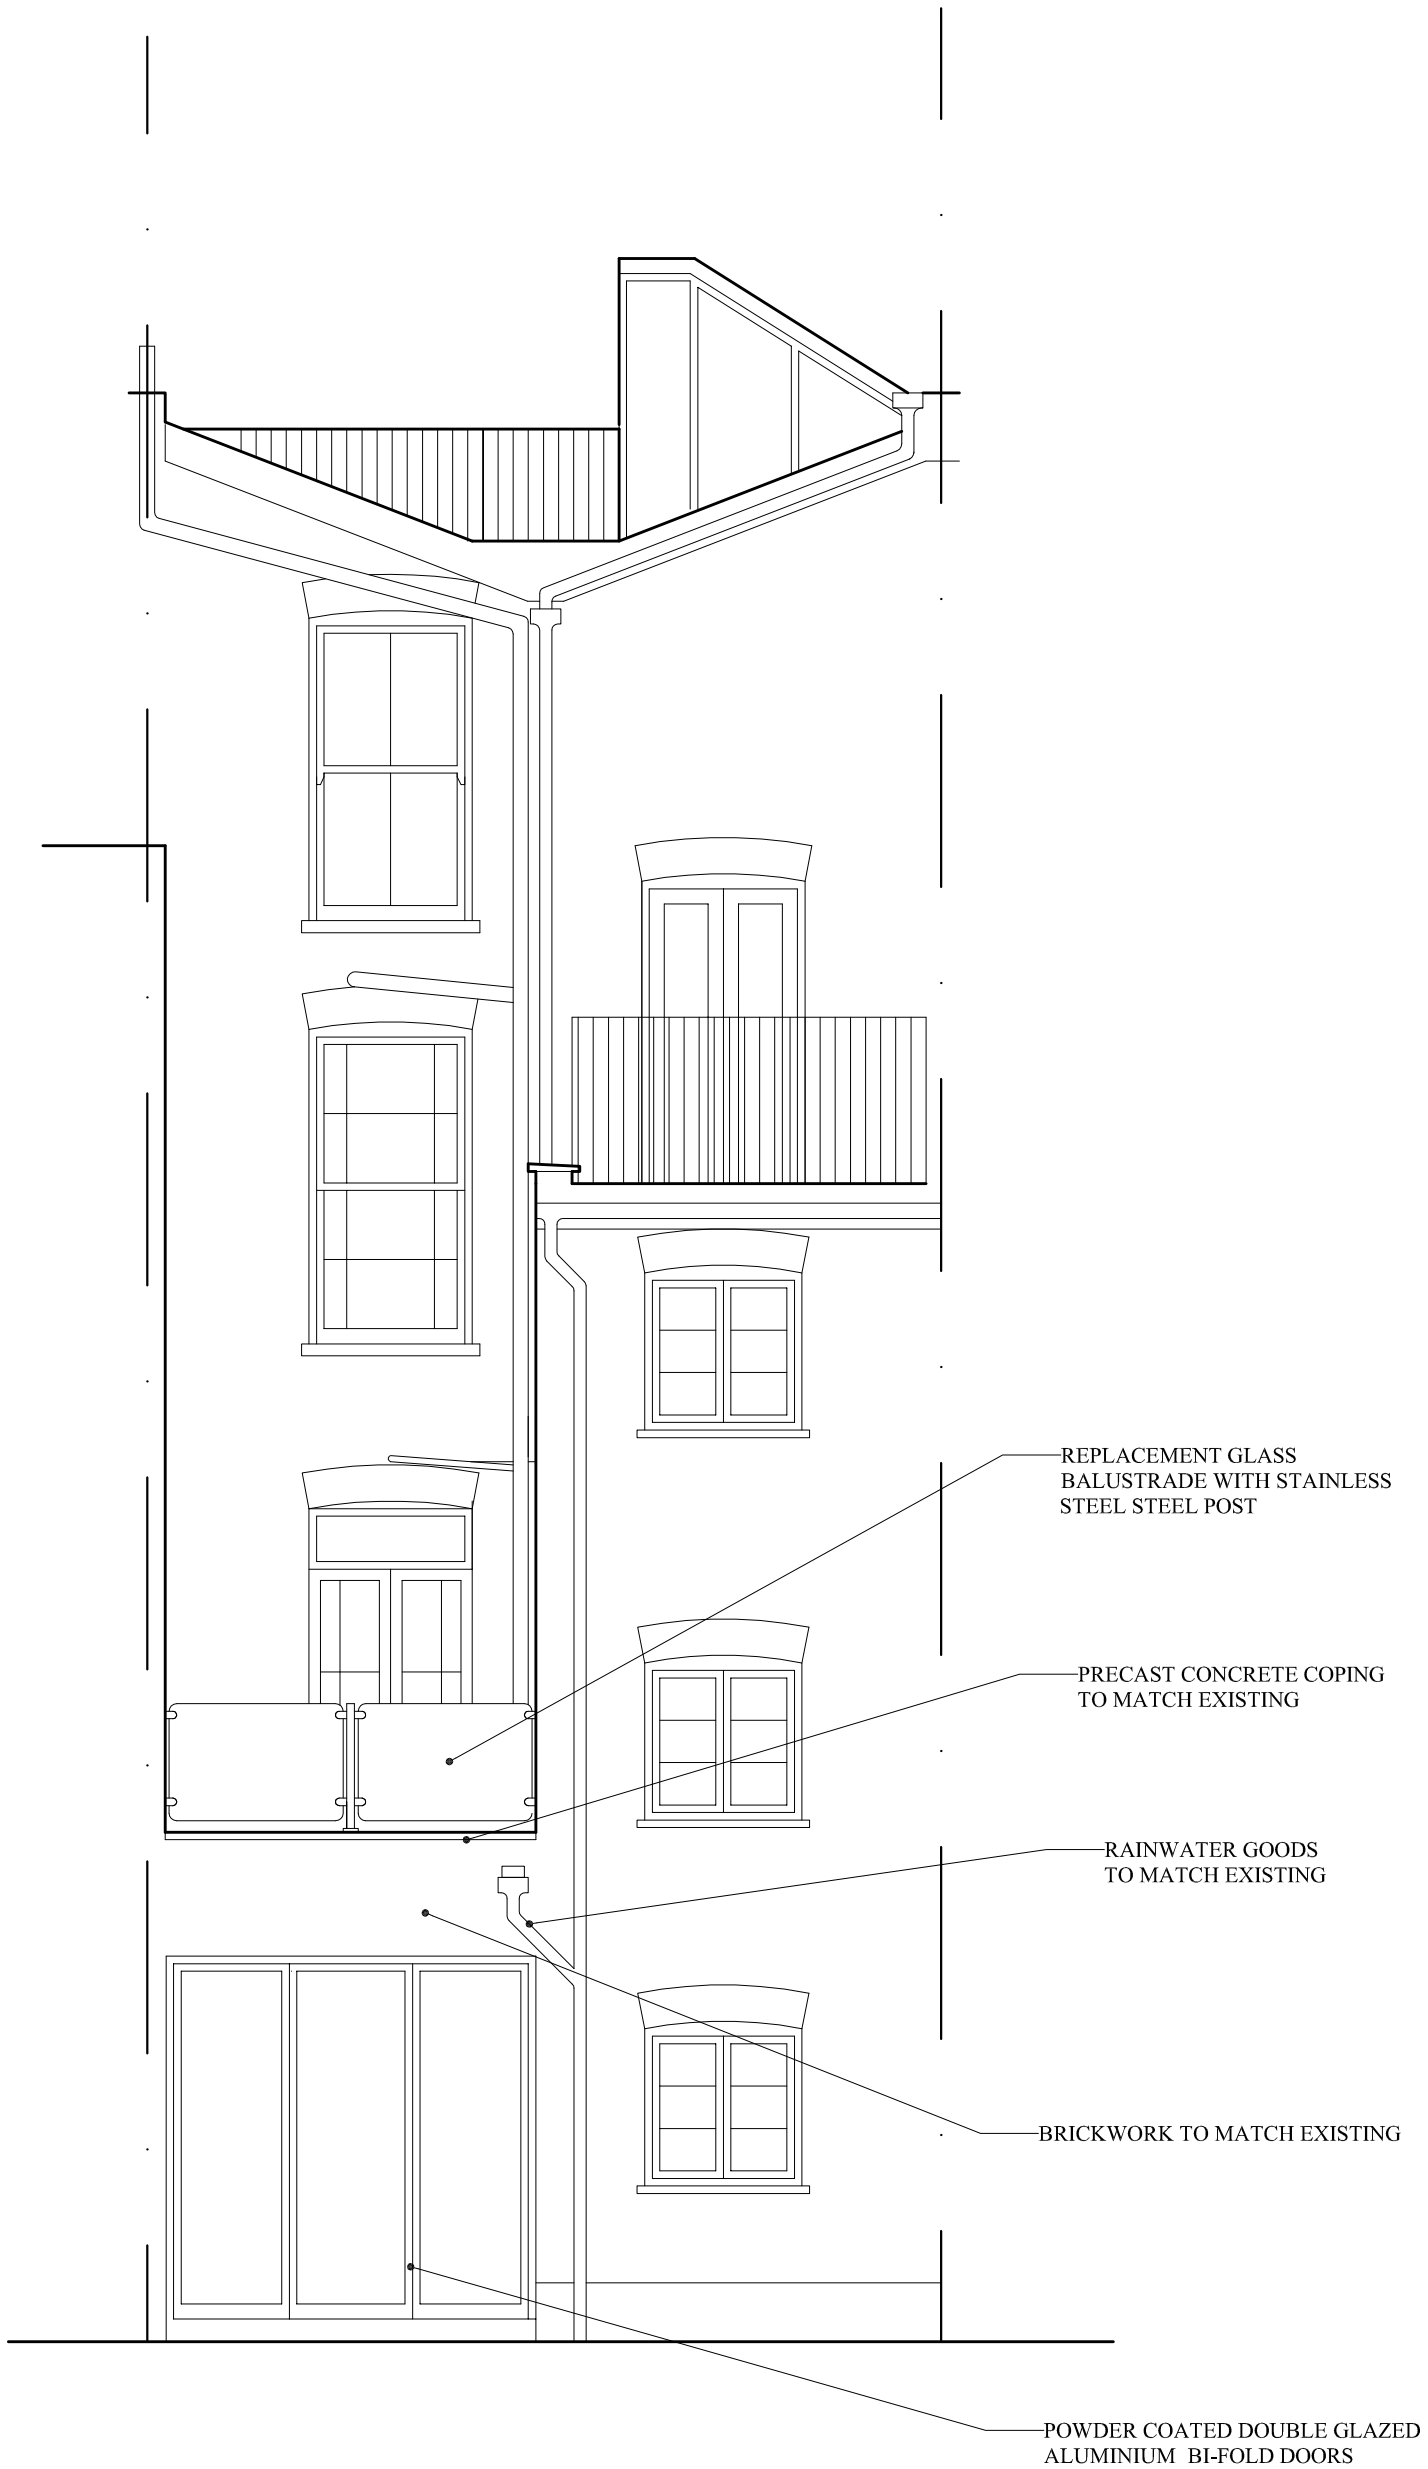 REPLACEMENT GLASS
BALUSTRADE WITH STAINLESS
STEEL STEEL POST
PRECAST CONCRETE COPING
TO MATCH EXISTING
RAINWATER GOODS
TO MATCH EXISTING
BRICKWORK TO MATCH EXISTING
POWDER COATED DOUBLE GLAZED
ALUMINIUM BI-FOLD DOORS